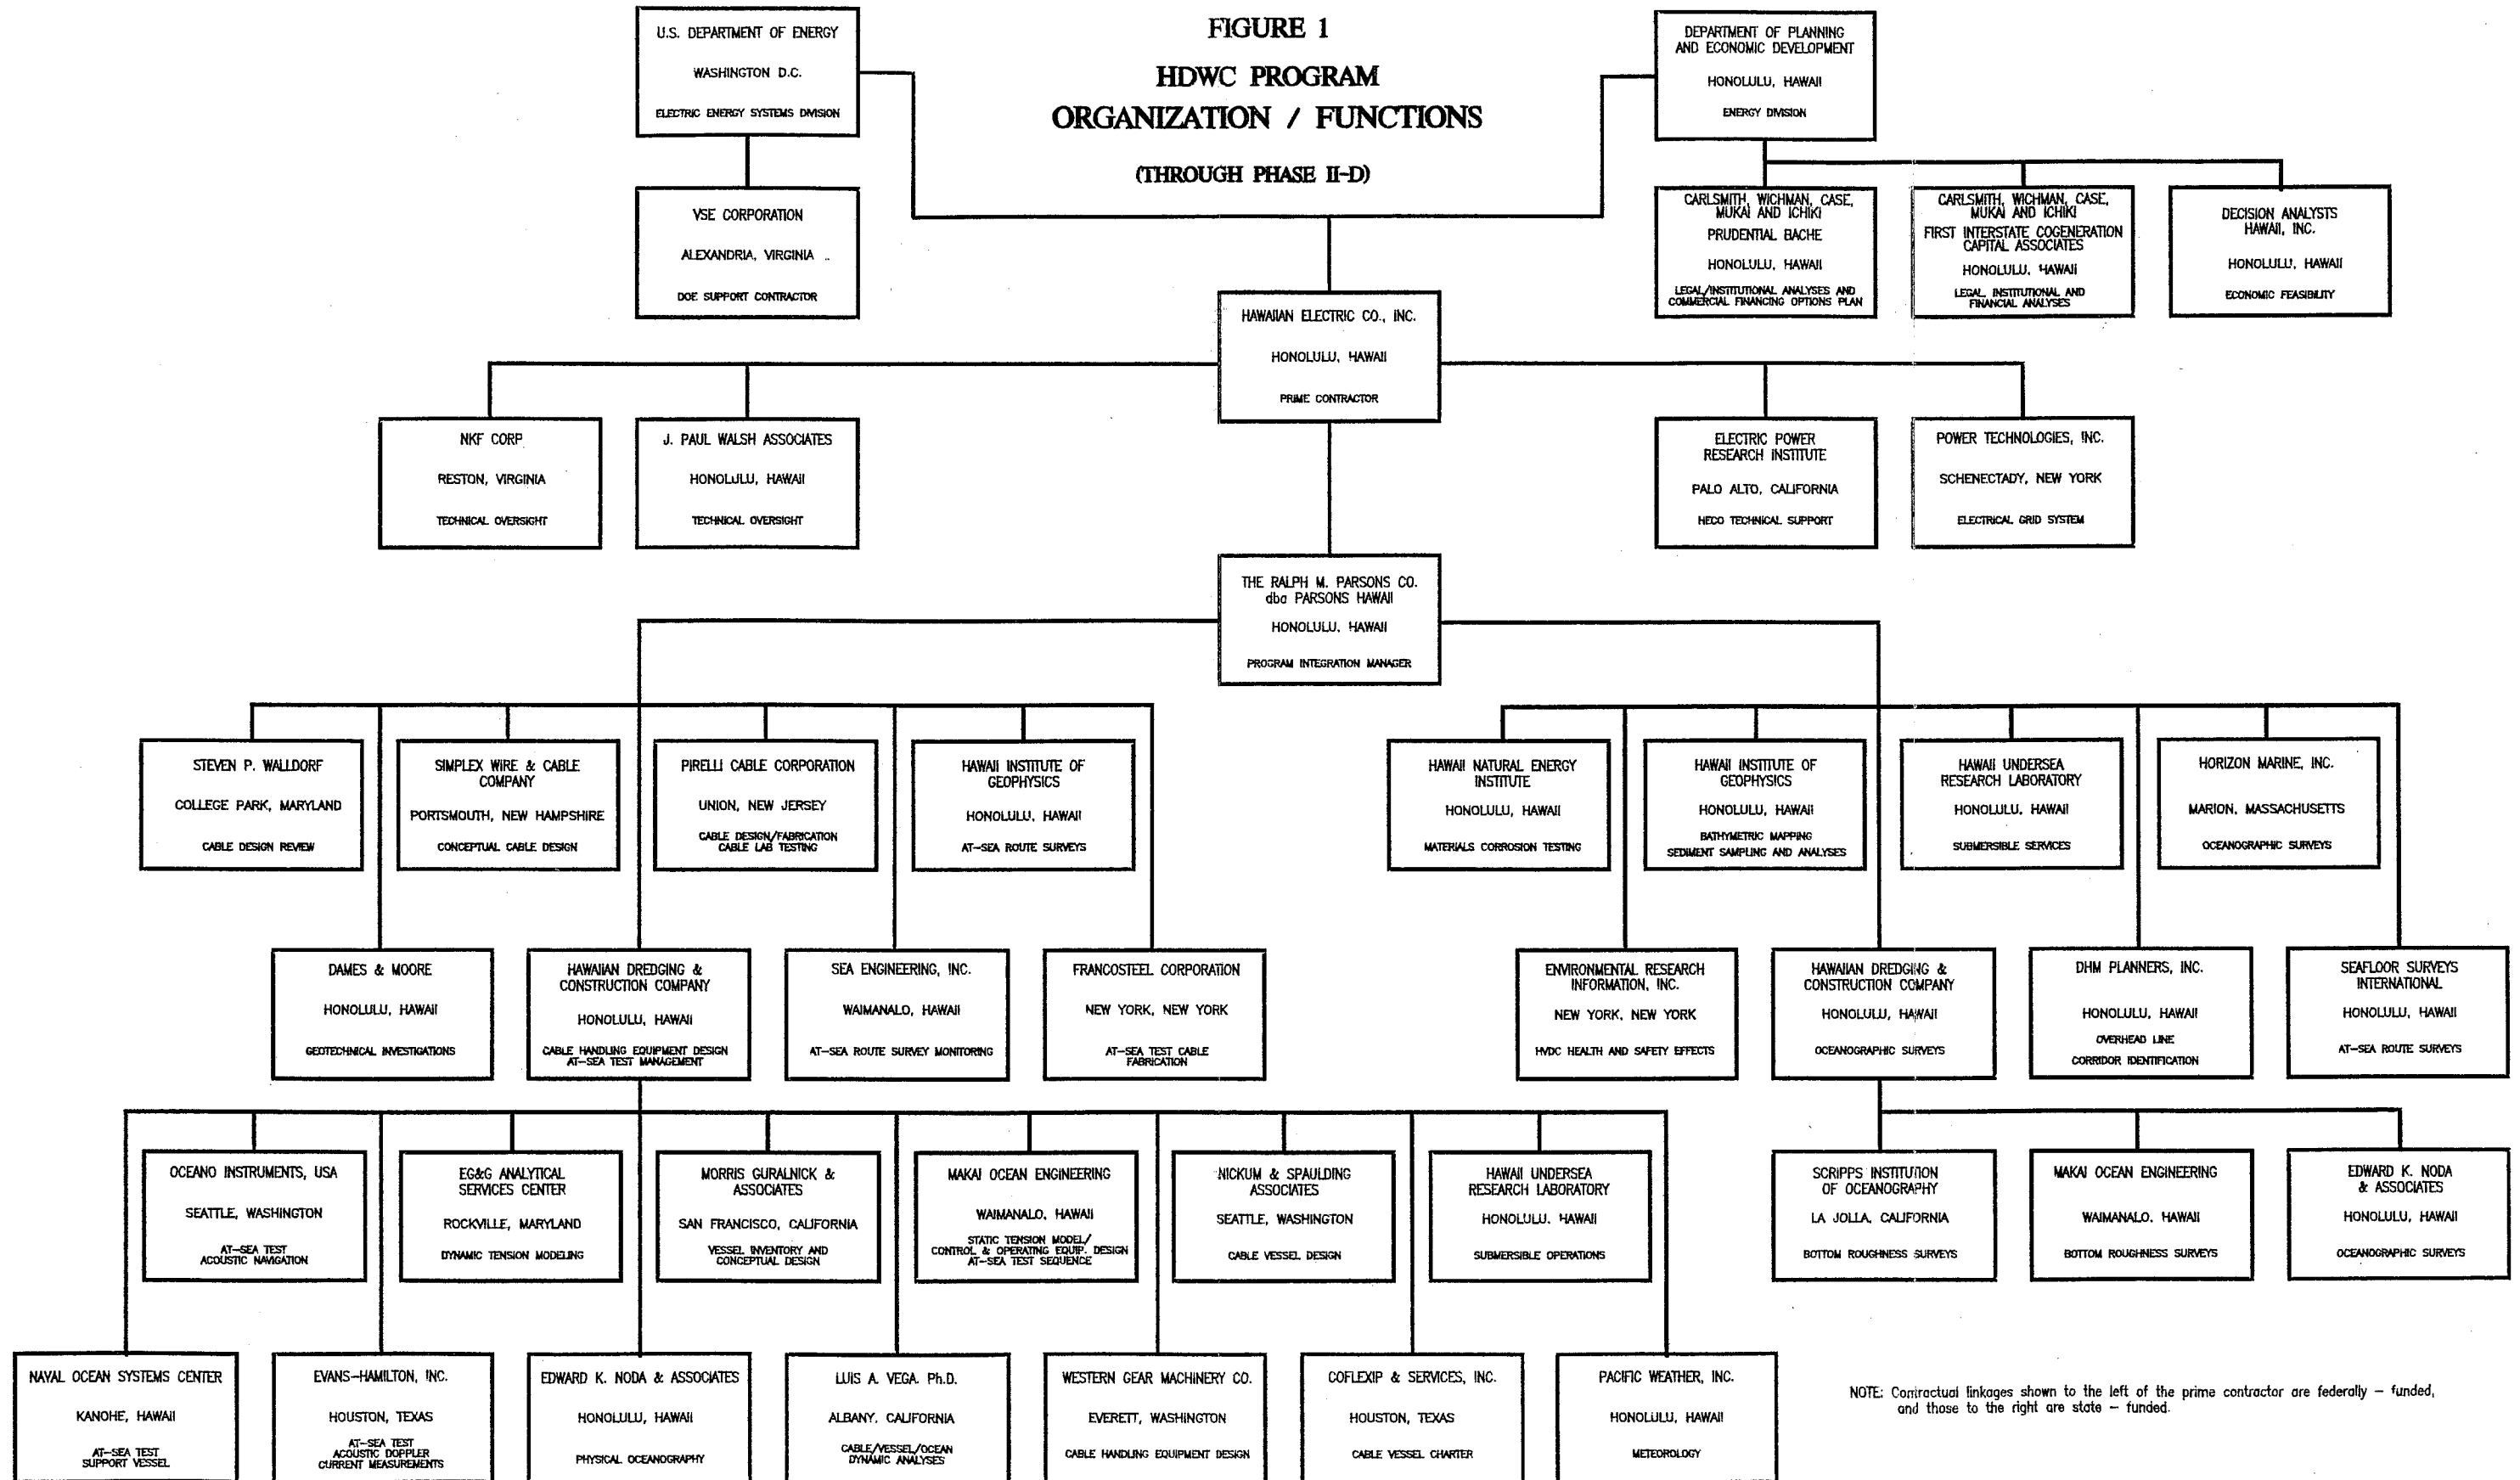 FIGURE 1
HDWC PROGRAM
ORGANIZATION / FUNCTIONS
(THROUGH PHASE II-D)
U.S. DEPARTMENT OF ENERGY
WASHINGTON D.C.
ELECTRIC ENERGY SYSTEMS DIVISION
DEPARTMENT OF PLANNING
AND ECONOMIC DEVELOPMENT
HONOLULU, HAWAII
ENERGY DIVISION
VSE CORPORATION
ALEXANDRIA, VIRGINIA
DOE SUPPORT CONTRACTOR
CARLSMITH, WICHMAN, CASE,
MUKAI AND ICHIKI
PRUDENTIAL BACHE
HONOLULU, HAWAII
LEGAL/INSTITUTIONAL ANALYSES AND
COMMERCIAL FINANCING OPTIONS PLAN
CARLSMITH, WICHMAN, CASE,
MUKAI AND ICHIKI
FIRST INTERSTATE COGENERATION
CAPITAL ASSOCIATES
HONOLULU, HAWAII
LEGAL, INSTITUTIONAL AND
FINANCIAL ANALYSES
DECISION ANALYSTS
HAWAII, INC.
HONOLULU, HAWAII
ECONOMIC FEASIBILITY
HAWAIIAN ELECTRIC CO., INC.
HONOLULU, HAWAII
PRIME CONTRACTOR
NKF CORP
RESTON, VIRGINIA
TECHNICAL OVERSIGHT
J. PAUL WALSH ASSOCIATES
HONOLULU, HAWAII
TECHNICAL OVERSIGHT
ELECTRIC POWER
RESEARCH INSTITUTE
PALO ALTO, CALIFORNIA
HECO TECHNICAL SUPPORT
POWER TECHNOLOGIES, INC.
SCHENECTADY, NEW YORK
ELECTRICAL GRID SYSTEM
THE RALPH M. PARSONS CO.
dba PARSONS HAWAII
HONOLULU, HAWAII
PROGRAM INTEGRATION MANAGER
STEVEN P. WALLDORF
COLLEGE PARK, MARYLAND
CABLE DESIGN REVIEW
SIMPLEX WIRE & CABLE
COMPANY
PORTSMOUTH, NEW HAMPSHIRE
CONCEPTUAL CABLE DESIGN
PIRELLI CABLE CORPORATION
UNION, NEW JERSEY
CABLE DESIGN/FABRICATION
CABLE LAB TESTING
HAWAII INSTITUTE OF
GEOPHYSICS
HONOLULU, HAWAII
AT-SEA ROUTE SURVEYS
HAWAII NATURAL ENERGY
INSTITUTE
HONOLULU, HAWAII
MATERIALS CORROSION TESTING
HAWAII INSTITUTE OF
GEOPHYSICS
HONOLULU, HAWAII
BATHYMETRIC MAPPING
SEDIMENT SAMPLING AND ANALYSES
HAWAII UNDERSEA
RESEARCH LABORATORY
HONOLULU, HAWAII
SUBMERSIBLE SERVICES
HORIZON MARINE, INC.
MARION, MASSACHUSETTS
OCEANOGRAPHIC SURVEYS
DAMES & MOORE
HONOLULU, HAWAII
GEOTECHNICAL INVESTIGATIONS
HAWAIIAN DREDGING &
CONSTRUCTION COMPANY
HONOLULU, HAWAII
CABLE HANDLING EQUIPMENT DESIGN
AT-SEA TEST MANAGEMENT
SEA ENGINEERING, INC.
WAIMANALO, HAWAII
AT-SEA ROUTE SURVEY MONITORING
FRANCOSTEEL CORPORATION
NEW YORK, NEW YORK
AT-SEA TEST CABLE
FABRICATION
ENVIRONMENTAL RESEARCH
INFORMATION, INC.
NEW YORK, NEW YORK
HVDC HEALTH AND SAFETY EFFECTS
HAWAIIAN DREDGING &
CONSTRUCTION COMPANY
HONOLULU, HAWAII
OCEANOGRAPHIC SURVEYS
DHM PLANNERS, INC.
HONOLULU, HAWAII
OVERHEAD LINE
CORRIDOR IDENTIFICATION
SEAFLOOR SURVEYS
INTERNATIONAL
HONOLULU, HAWAII
AT-SEA ROUTE SURVEYS
OCEANO INSTRUMENTS, USA
SEATTLE, WASHINGTON
AT-SEA TEST
ACOUSTIC NAVIGATION
EG&G ANALYTICAL
SERVICES CENTER
ROCKVILLE, MARYLAND
DYNAMIC TENSION MODELING
MORRIS GURALNICK &
ASSOCIATES
SAN FRANCISCO, CALIFORNIA
VESSEL INVENTORY AND
CONCEPTUAL DESIGN
MAKAI OCEAN ENGINEERING
WAIMANALO, HAWAII
STATIC TENSION MODEL/
CONTROL & OPERATING EQUIP. DESIGN
AT-SEA TEST SEQUENCE
NICKUM & SPAULDING
ASSOCIATES
SEATTLE, WASHINGTON
CABLE VESSEL DESIGN
HAWAII UNDERSEA
RESEARCH LABORATORY
HONOLULU, HAWAII
SUBMERSIBLE OPERATIONS
SCRIPPS INSTITUTION
OF OCEANOGRAPHY
LA JOLLA, CALIFORNIA
BOTTOM ROUGHNESS SURVEYS
MAKAI OCEAN ENGINEERING
WAIMANALO, HAWAII
BOTTOM ROUGHNESS SURVEYS
EDWARD K. NODA
& ASSOCIATES
HONOLULU, HAWAII
OCEANOGRAPHIC SURVEYS
NAVAL OCEAN SYSTEMS CENTER
KANOHE, HAWAII
AT-SEA TEST
SUPPORT VESSEL
EVANS-HAMILTON, INC.
HOUSTON, TEXAS
AT-SEA TEST
ACOUSTIC DOPPLER
CURRENT MEASUREMENTS
EDWARD K. NODA & ASSOCIATES
HONOLULU, HAWAII
PHYSICAL OCEANOGRAPHY
LUIS A. VEGA. Ph.D.
ALBANY, CALIFORNIA
CABLE/VESSEL/OCEAN
DYNAMIC ANALYSES
WESTERN GEAR MACHINERY CO.
EVERETT, WASHINGTON
CABLE HANDLING EQUIPMENT DESIGN
COFLEXIP & SERVICES, INC.
HOUSTON, TEXAS
CABLE VESSEL CHARTER
PACIFIC WEATHER, INC.
HONOLULU, HAWAII
METEOROLOGY
NOTE: Contractual linkages shown to the left of the prime contractor are federally - funded,
and those to the right are state - funded.